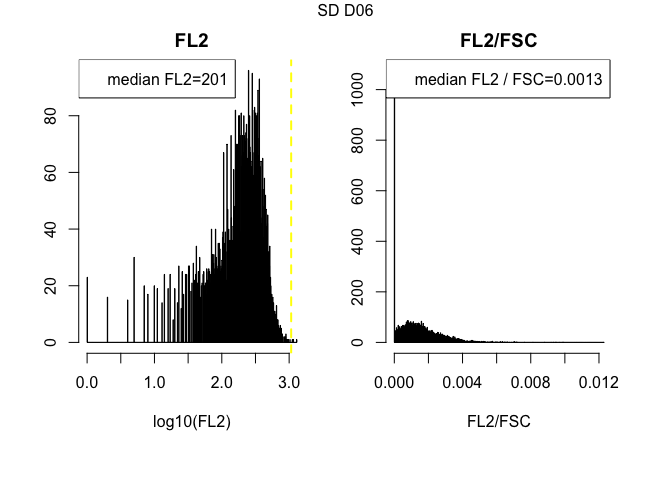 SD D06
FL2
median FL2=201
0 20 40 60 80
0.0 1.0 2.0 3.0
log10(FL2)
FL2/FSC
median FL2 / FSC=0.0013
0 200 400 600 800 1000
0.000 0.004 0.008 0.012
FL2/FSC